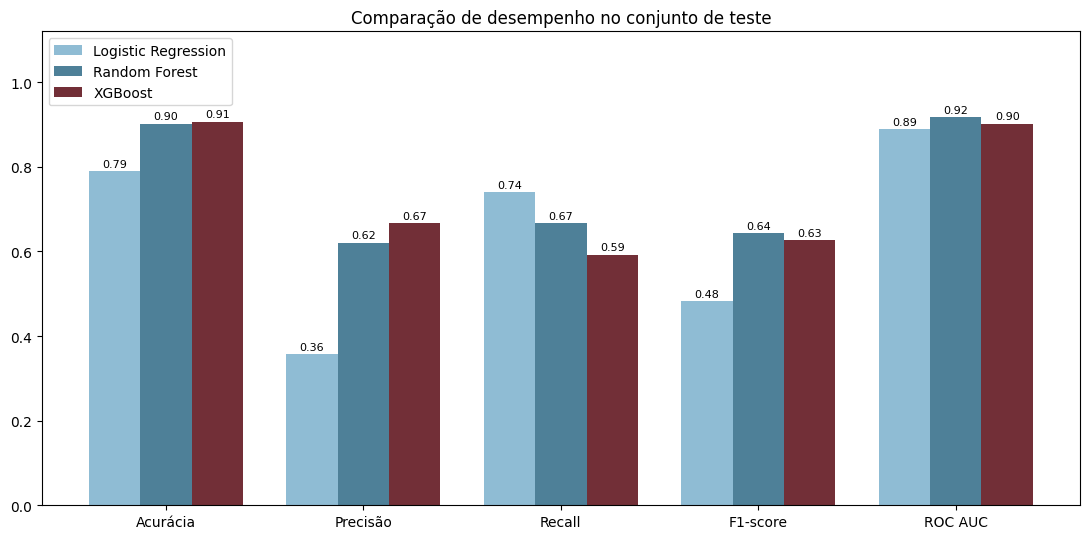 Comparação de desempenho no conjunto de teste
Logistic Regression
Random Forest
XGBoost
1.0
0.8
0.6
0.4
0.2
0.0
0.79
0.90
0.91
0.36
0.62
0.67
0.74
0.67
0.59
0.48
0.64
0.63
0.89
0.92
0.90
Acurácia
Precisão
Recall
F1-score
ROC AUC